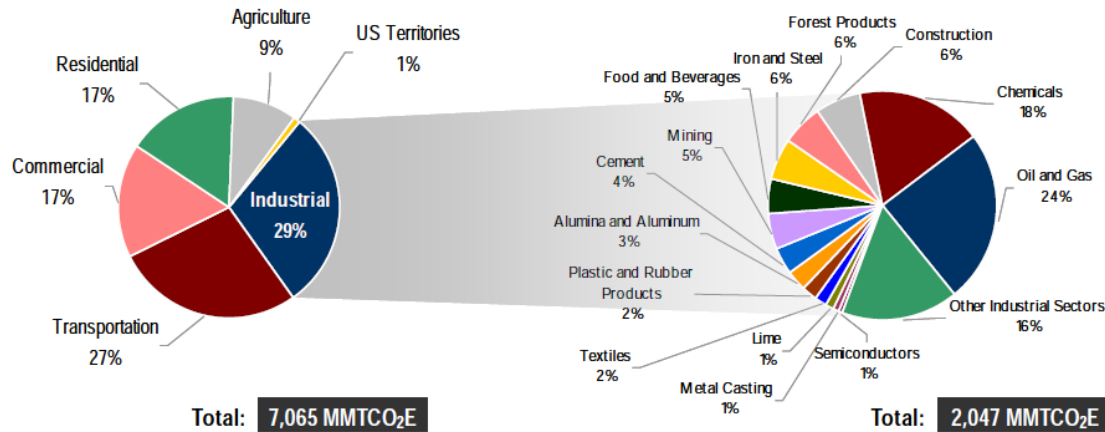 Agriculture
9%
US Territories
1%
Residential
17%
Commercial
17%
Industrial
29%
Transportation
27%
Total: 7,065 MMTCO₂E
Forest Products
6%
Construction
6%
Iron and Steel
6%
Food and Beverages
5%
Chemicals
18%
Mining
5%
Oil and Gas
24%
Cement
4%
Alumina and Aluminum
3%
Plastic and Rubber
Products
2%
Other Industrial Sectors
16%
Textiles
2%
Lime
1%
Semiconductors
1%
Metal Casting
1%
Total: 2,047 MMTCO₂E